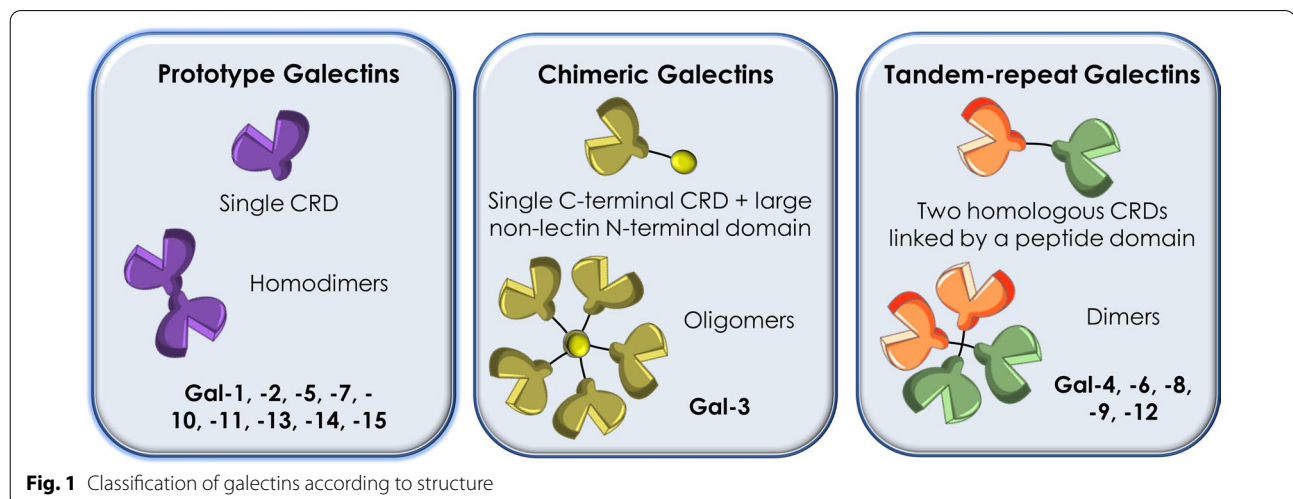 Prototype Galectins
Single CRD
Homodimers
Gal-1, -2, -5, -7, -
10, -11, -13, -14, -15
Chimeric Galectins
Single C-terminal CRD + large
non-lectin N-terminal domain
Oligomers
Gal-3
Tandem-repeat Galectins
Two homologous CRDs
linked by a peptide domain
Dimers
Gal-4, -6, -8,
-9, -12
Fig. 1 Classification of galectins according to structure